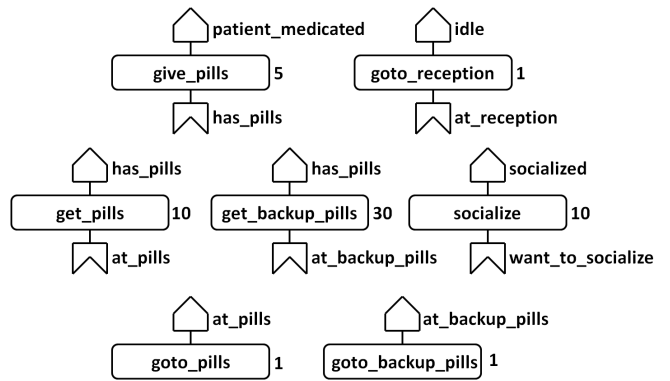 patient_medicated
idle
give_pills 5
goto_reception 1
has_pills
at_reception
has_pills
has_pills
socialized
get_pills 10
get_backup_pills 30
socialize 10
at_pills
at_backup_pills
want_to_socialize
at_pills
at_backup_pills
goto_pills 1
goto_backup_pills 1